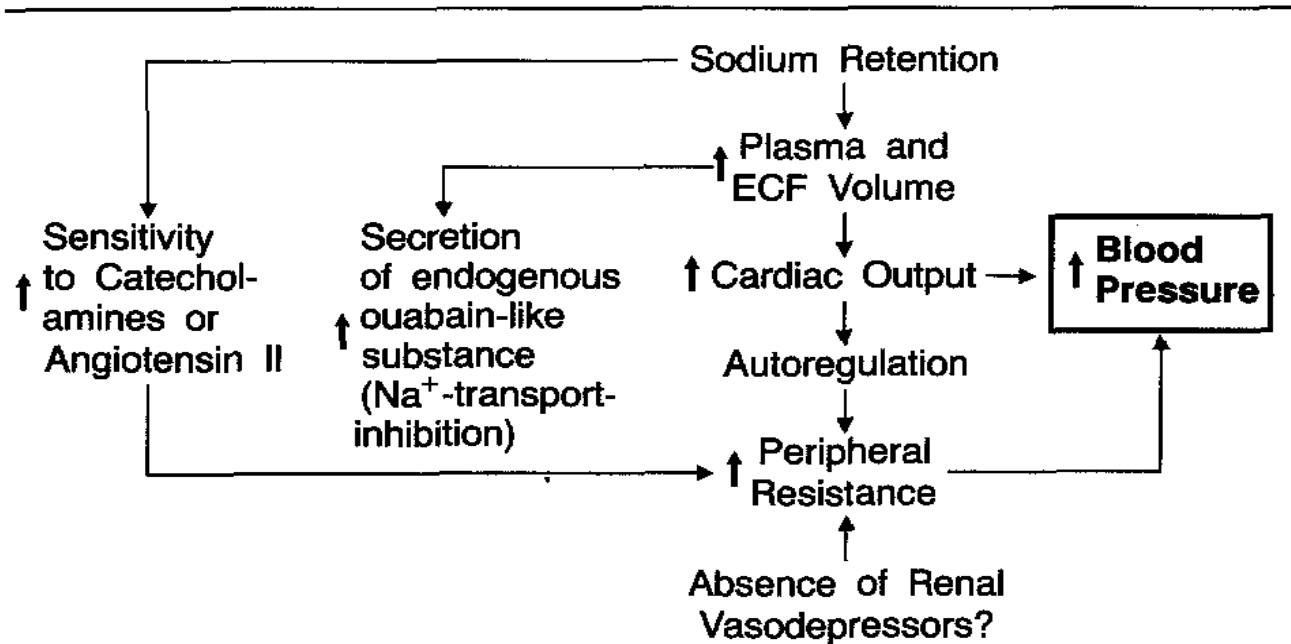 Sodium Retention
↑ Plasma and
ECF Volume
Sensitivity
↑ to Catechol-
amines or
Angiotensin II
Secretion
of endogenous
↑ ouabain-like
substance
(Na⁺-transport-
inhibition)
↑ Cardiac Output
↑ Blood
Pressure
Autoregulation
↑ Peripheral
Resistance
Absence of Renal
Vasodepressors?